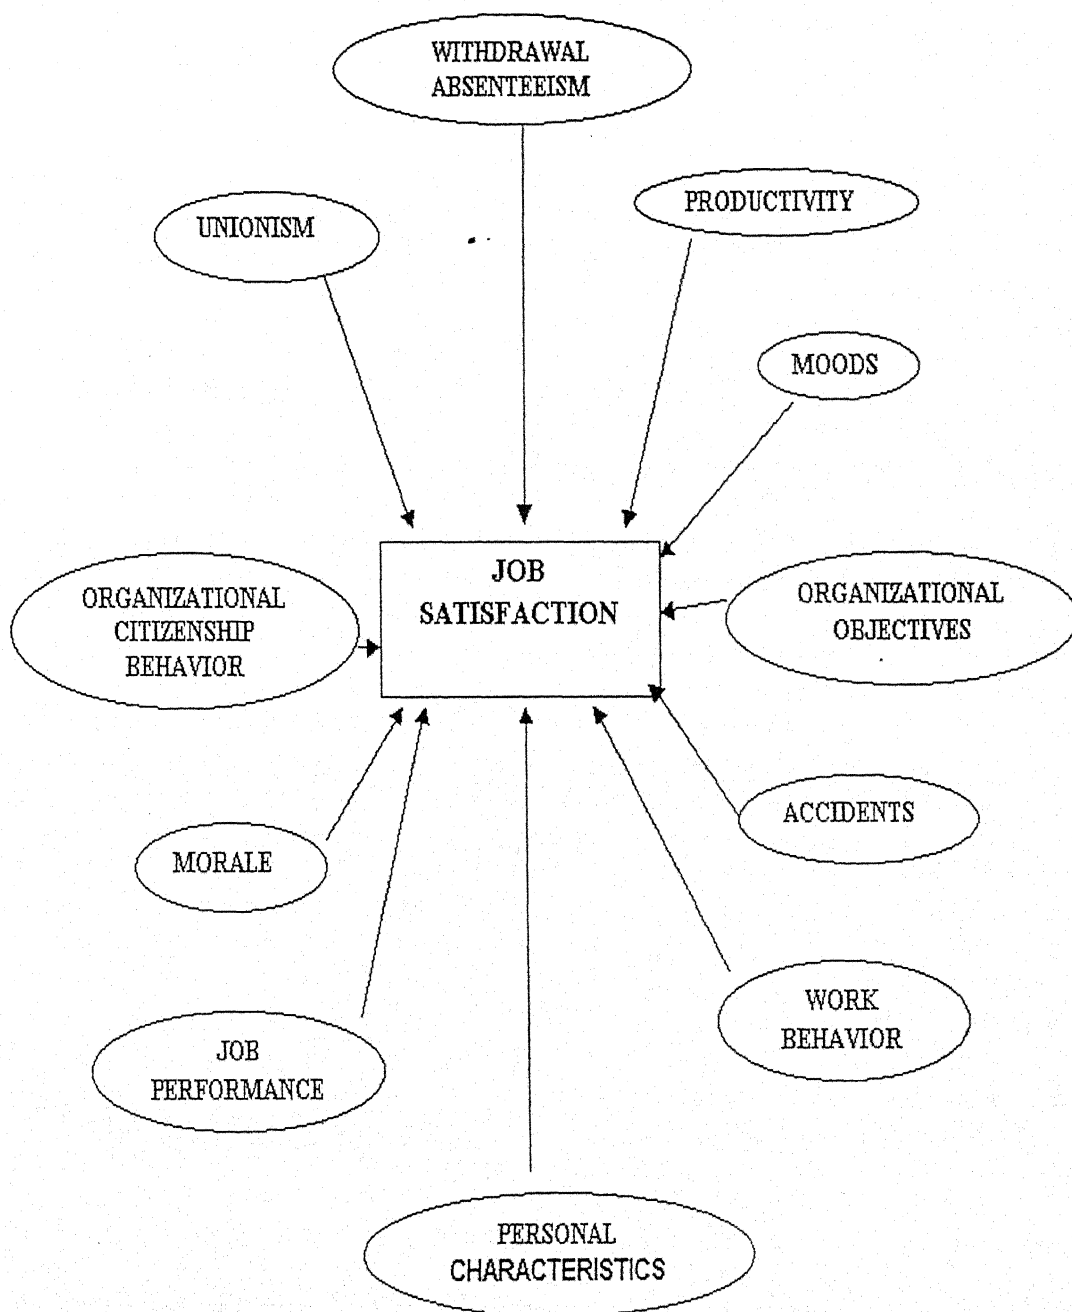 WITHDRAWAL
ABSENTEEISM
PRODUCTIVITY
UNIONISM
MOODS
JOB
SATISFACTION
ORGANIZATIONAL
CITIZENSHIP
BEHAVIOR
ORGANIZATIONAL
OBJECTIVES
ACCIDENTS
MORALE
WORK
BEHAVIOR
JOB
PERFORMANCE
PERSONAL
CHARACTERISTICS